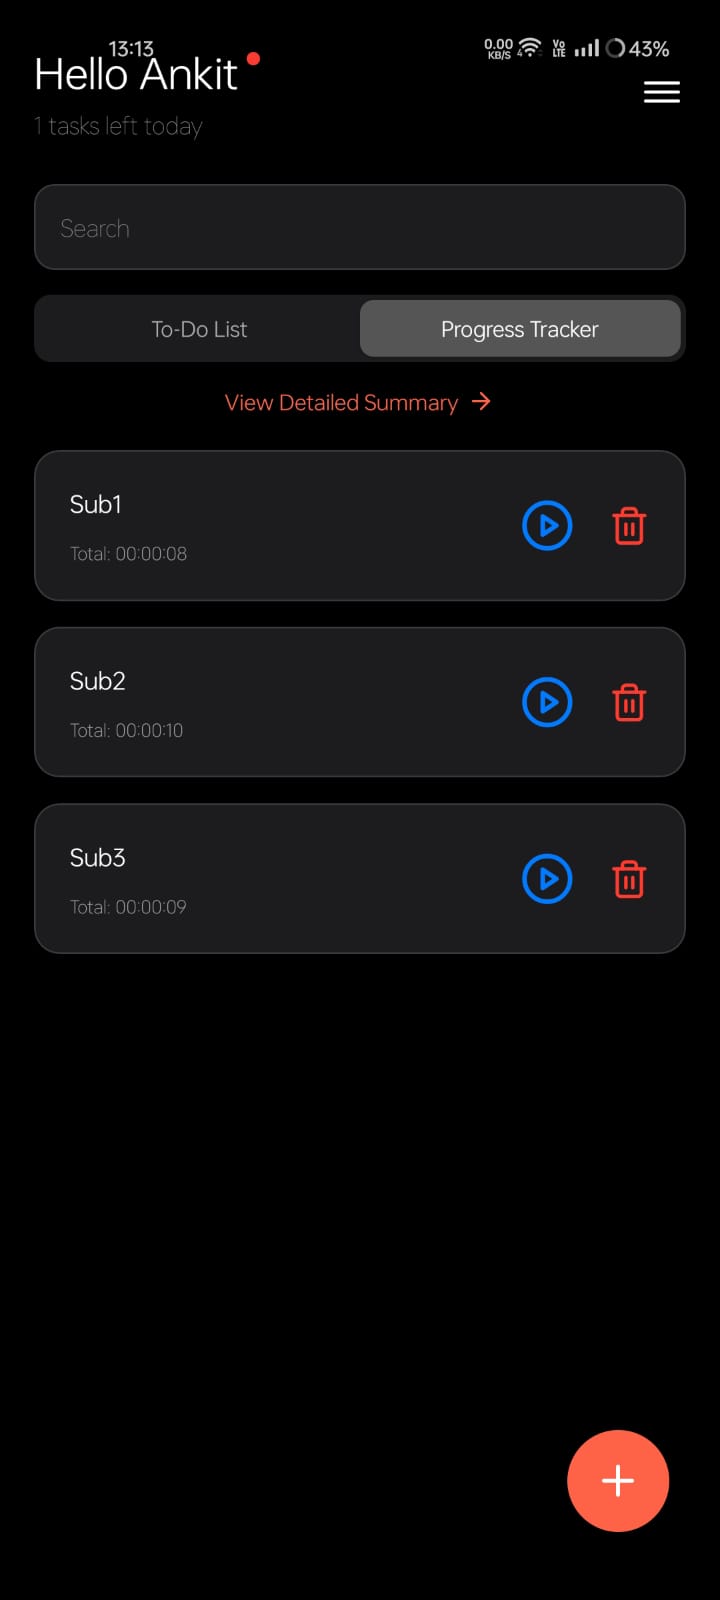 13:13
0.00 KB/S 4 Vo LTE 43%
Hello Ankit
1 tasks left today
Search
To-Do List
Progress Tracker
View Detailed Summary →
Sub1
Total: 00:00:08
Sub2
Total: 00:00:10
Sub3
Total: 00:00:09